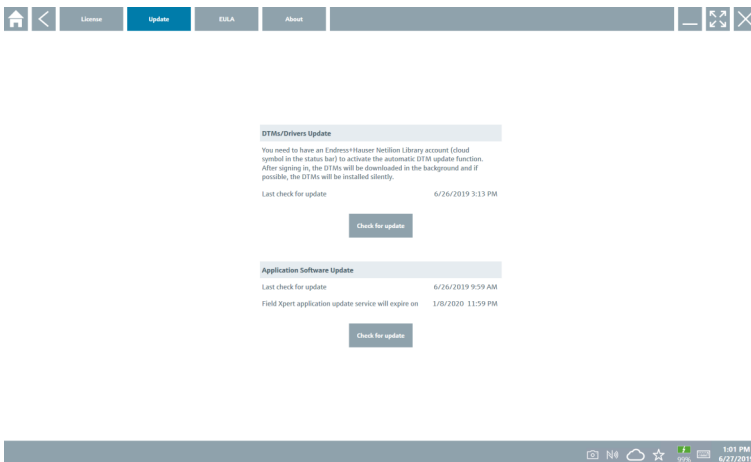 License Update EULA About
DTMs/Drivers Update
You need to have an Endress+Hauser Netilion Library account (cloud
symbol in the status bar) to activate the automatic DTM update function.
After signing in, the DTMs will be downloaded in the background and if
possible, the DTMs will be installed silently.
Last check for update 6/26/2019 3:13 PM
Check for update
Application Software Update
Last check for update 6/26/2019 9:59 AM
Field Xpert application update service will expire on 1/8/2020 11:59 PM
Check for update
1:01 PM
99% 6/27/201